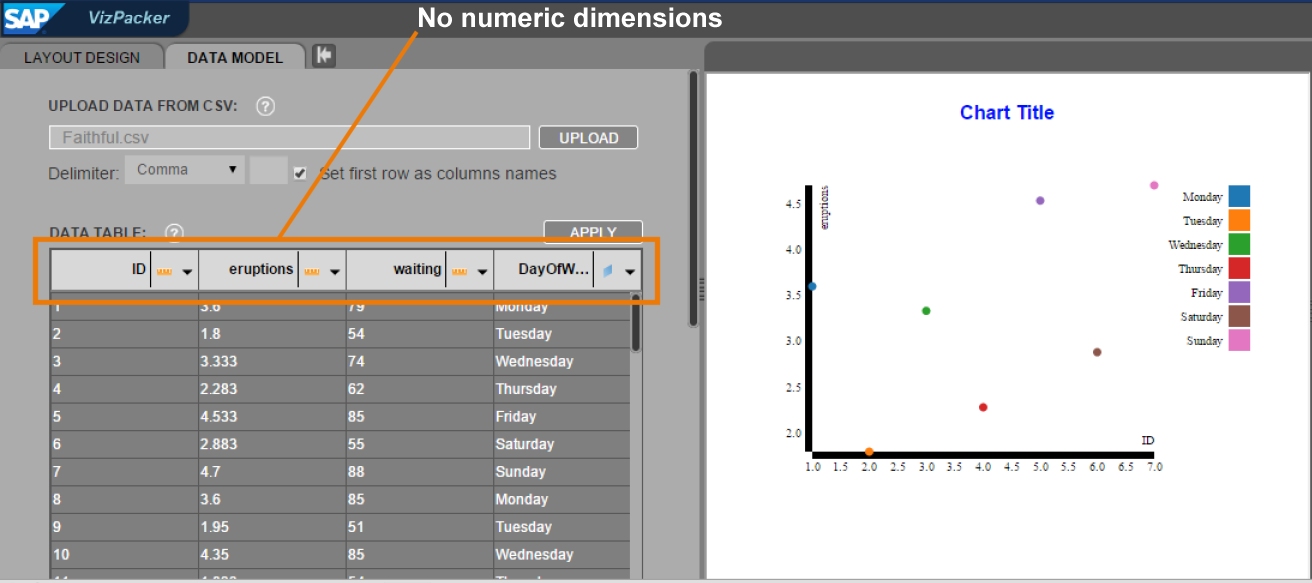 SAP VizPacker
No numeric dimensions
LAYOUT DESIGN DATA MODEL
UPLOAD DATA FROM CSV: ?
Faithful.csv UPLOAD
Delimiter: Comma Set first row as columns names
DATA TABLE: ? APPLY
ID eruptions waiting DayOfW...
1 3.6 79 Monday
2 1.8 54 Tuesday
3 3.333 74 Wednesday
4 2.283 62 Thursday
5 4.533 85 Friday
6 2.883 55 Saturday
7 4.7 88 Sunday
8 3.6 85 Monday
9 1.95 51 Tuesday
10 4.35 85 Wednesday
Chart Title
eruptions
4.5
4.0
3.5
3.0
2.5
2.0
ID
1.0 1.5 2.0 2.5 3.0 3.5 4.0 4.5 5.0 5.5 6.0 6.5 7.0
Monday
Tuesday
Wednesday
Thursday
Friday
Saturday
Sunday